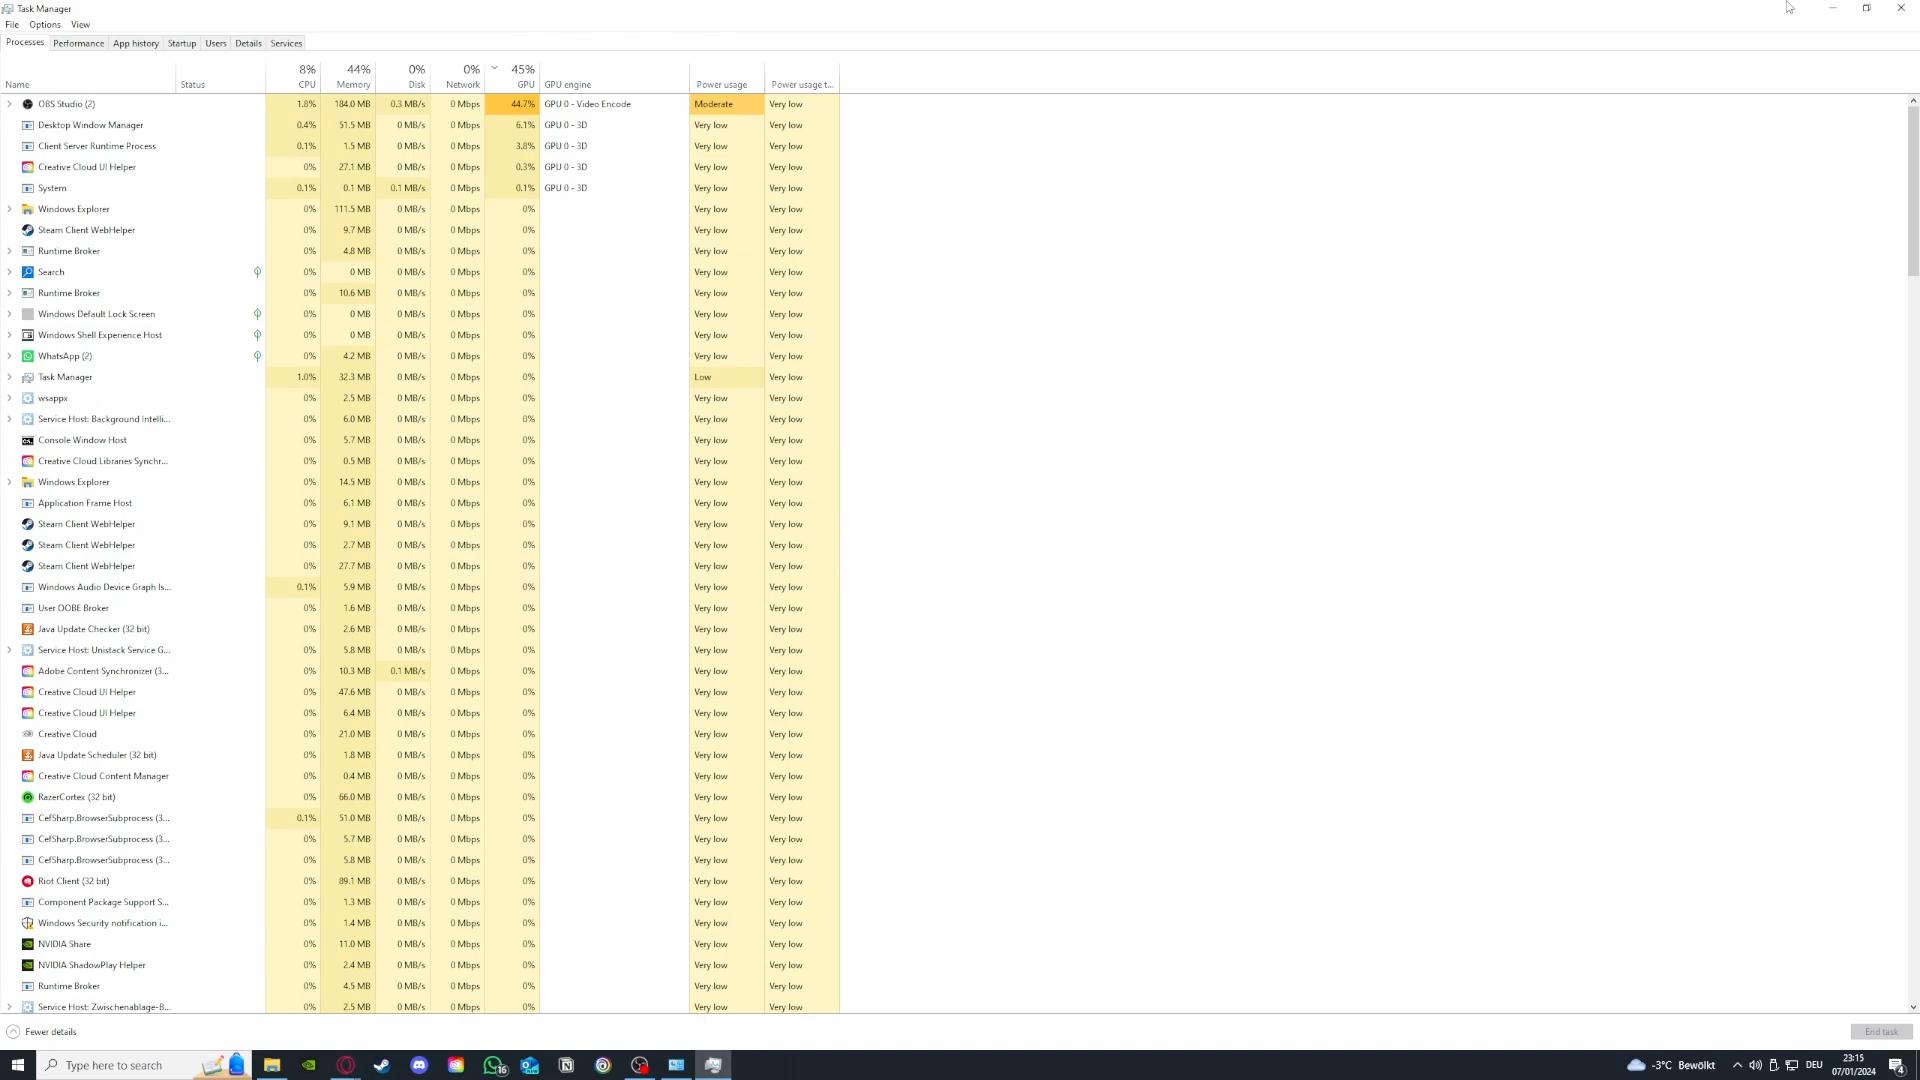 Task Manager
File Options View
Processes Performance App history Startup Users Details Services
8% 44% 0% 0% 45%
Name Status CPU Memory Disk Network GPU GPU engine Power usage Power usage t...
OBS Studio (2) 1.8% 184.0 MB 0.3 MB/s 0 Mbps 44.7% GPU 0 - Video Encode Moderate Very low
Desktop Window Manager 0.4% 51.5 MB 0 MB/s 0 Mbps 6.1% GPU 0 - 3D Very low Very low
Client Server Runtime Process 0.1% 1.5 MB 0 MB/s 0 Mbps 3.8% GPU 0 - 3D Very low Very low
Creative Cloud UI Helper 0% 27.1 MB 0 MB/s 0 Mbps 0.3% GPU 0 - 3D Very low Very low
System 0.1% 0.1 MB 0.1 MB/s 0 Mbps 0.1% GPU 0 - 3D Very low Very low
Windows Explorer 0% 111.5 MB 0 MB/s 0 Mbps 0% Very low Very low
Steam Client WebHelper 0% 9.7 MB 0 MB/s 0 Mbps 0% Very low Very low
Runtime Broker 0% 4.8 MB 0 MB/s 0 Mbps 0% Very low Very low
Search 0% 0 MB 0 MB/s 0 Mbps 0% Very low Very low
Runtime Broker 0% 10.6 MB 0 MB/s 0 Mbps 0% Very low Very low
Windows Default Lock Screen 0% 0 MB 0 MB/s 0 Mbps 0% Very low Very low
Windows Shell Experience Host 0% 0 MB 0 MB/s 0 Mbps 0% Very low Very low
WhatsApp (2) 0% 4.2 MB 0 MB/s 0 Mbps 0% Very low Very low
Task Manager 1.0% 32.3 MB 0 MB/s 0 Mbps 0% Low Very low
wsappx 0% 2.5 MB 0 MB/s 0 Mbps 0% Very low Very low
Service Host: Background Intelli... 0% 6.0 MB 0 MB/s 0 Mbps 0% Very low Very low
Console Window Host 0% 5.7 MB 0 MB/s 0 Mbps 0% Very low Very low
Creative Cloud Libraries Synchr... 0% 0.5 MB 0 MB/s 0 Mbps 0% Very low Very low
Windows Explorer 0% 14.5 MB 0 MB/s 0 Mbps 0% Very low Very low
Application Frame Host 0% 6.1 MB 0 MB/s 0 Mbps 0% Very low Very low
Steam Client WebHelper 0% 9.1 MB 0 MB/s 0 Mbps 0% Very low Very low
Steam Client WebHelper 0% 2.7 MB 0 MB/s 0 Mbps 0% Very low Very low
Steam Client WebHelper 0% 27.7 MB 0 MB/s 0 Mbps 0% Very low Very low
Windows Audio Device Graph Is... 0.1% 5.9 MB 0 MB/s 0 Mbps 0% Very low Very low
User OOBE Broker 0% 1.6 MB 0 MB/s 0 Mbps 0% Very low Very low
Java Update Checker (32 bit) 0% 2.6 MB 0 MB/s 0 Mbps 0% Very low Very low
Service Host: Unistack Service G... 0% 5.8 MB 0 MB/s 0 Mbps 0% Very low Very low
Adobe Content Synchronizer (3... 0% 10.3 MB 0.1 MB/s 0 Mbps 0% Very low Very low
Creative Cloud UI Helper 0% 47.6 MB 0 MB/s 0 Mbps 0% Very low Very low
Creative Cloud UI Helper 0% 6.4 MB 0 MB/s 0 Mbps 0% Very low Very low
Creative Cloud 0% 21.0 MB 0 MB/s 0 Mbps 0% Very low Very low
Java Update Scheduler (32 bit) 0% 1.8 MB 0 MB/s 0 Mbps 0% Very low Very low
Creative Cloud Content Manager 0% 0.4 MB 0 MB/s 0 Mbps 0% Very low Very low
RazerCortex (32 bit) 0% 66.0 MB 0 MB/s 0 Mbps 0% Very low Very low
CefSharp.BrowserSubprocess (3... 0.1% 51.0 MB 0 MB/s 0 Mbps 0% Very low Very low
CefSharp.BrowserSubprocess (3... 0% 5.7 MB 0 MB/s 0 Mbps 0% Very low Very low
CefSharp.BrowserSubprocess (3... 0% 5.8 MB 0 MB/s 0 Mbps 0% Very low Very low
Riot Client (32 bit) 0% 89.1 MB 0 MB/s 0 Mbps 0% Very low Very low
Component Package Support S... 0% 1.3 MB 0 MB/s 0 Mbps 0% Very low Very low
Windows Security notification i... 0% 1.4 MB 0 MB/s 0 Mbps 0% Very low Very low
NVIDIA Share 0% 11.0 MB 0 MB/s 0 Mbps 0% Very low Very low
NVIDIA ShadowPlay Helper 0% 2.4 MB 0 MB/s 0 Mbps 0% Very low Very low
Runtime Broker 0% 4.5 MB 0 MB/s 0 Mbps 0% Very low Very low
Service Host: Zwischenablage-B... 0% 2.5 MB 0 MB/s 0 Mbps 0% Very low Very low
Fewer details End task
Type here to search 16 -3°C Bewölkt DEU 23:15
07/01/2024 4